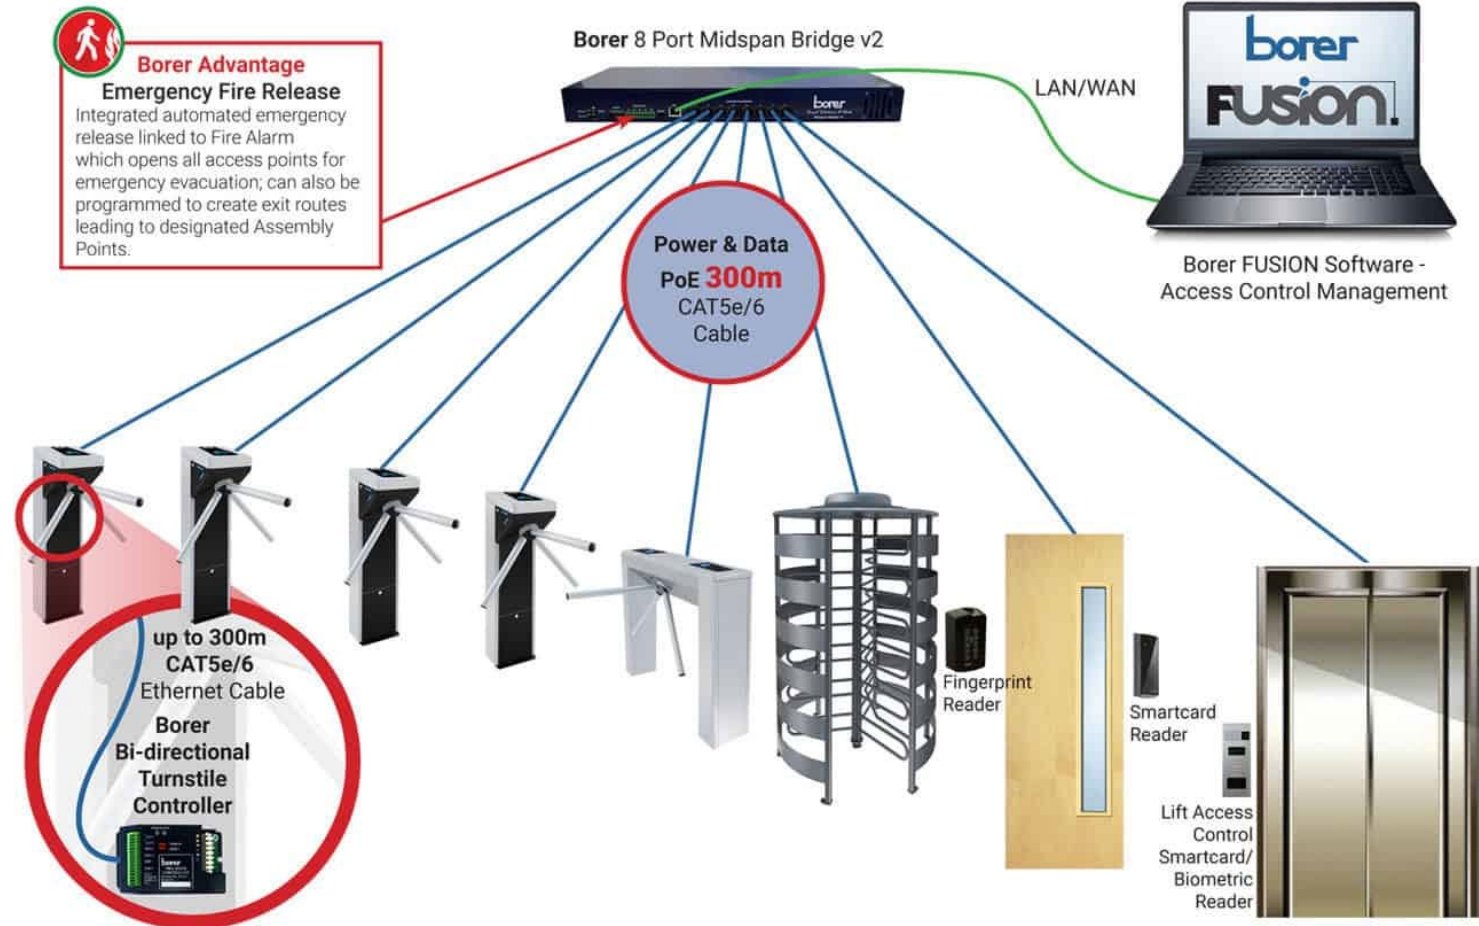 Borer Advantage
Emergency Fire Release
Integrated automated emergency
release linked to Fire Alarm
which opens all access points for
emergency evacuation; can also be
programmed to create exit routes
leading to designated Assembly
Points.
Borer 8 Port Midspan Bridge v2
borer
LAN/WAN
borer
FUSION.
Borer FUSION Software -
Access Control Management
Power & Data
PoE 300m
CAT5e/6
Cable
up to 300m
CAT5e/6
Ethernet Cable
Borer
Bi-directional
Turnstile
Controller
borer
Fingerprint
Reader
Smartcard
Reader
Lift Access
Control
Smartcard/
Biometric
Reader